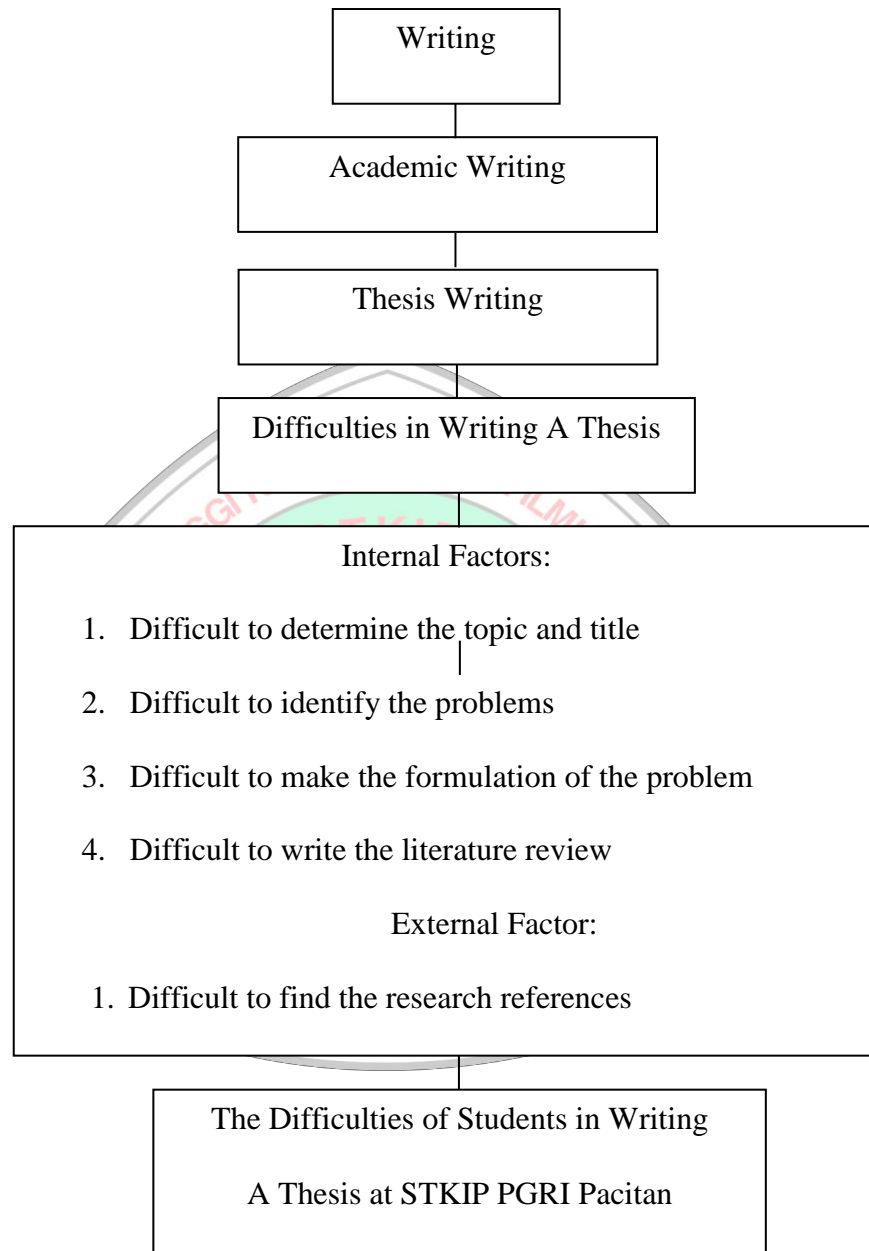 Writing
Academic Writing
Thesis Writing
Difficulties in Writing A Thesis
Internal Factors:
1. Difficult to determine the topic and title
2. Difficult to identify the problems
3. Difficult to make the formulation of the problem
4. Difficult to write the literature review
External Factor:
1. Difficult to find the research references
The Difficulties of Students in Writing
A Thesis at STKIP PGRI Pacitan